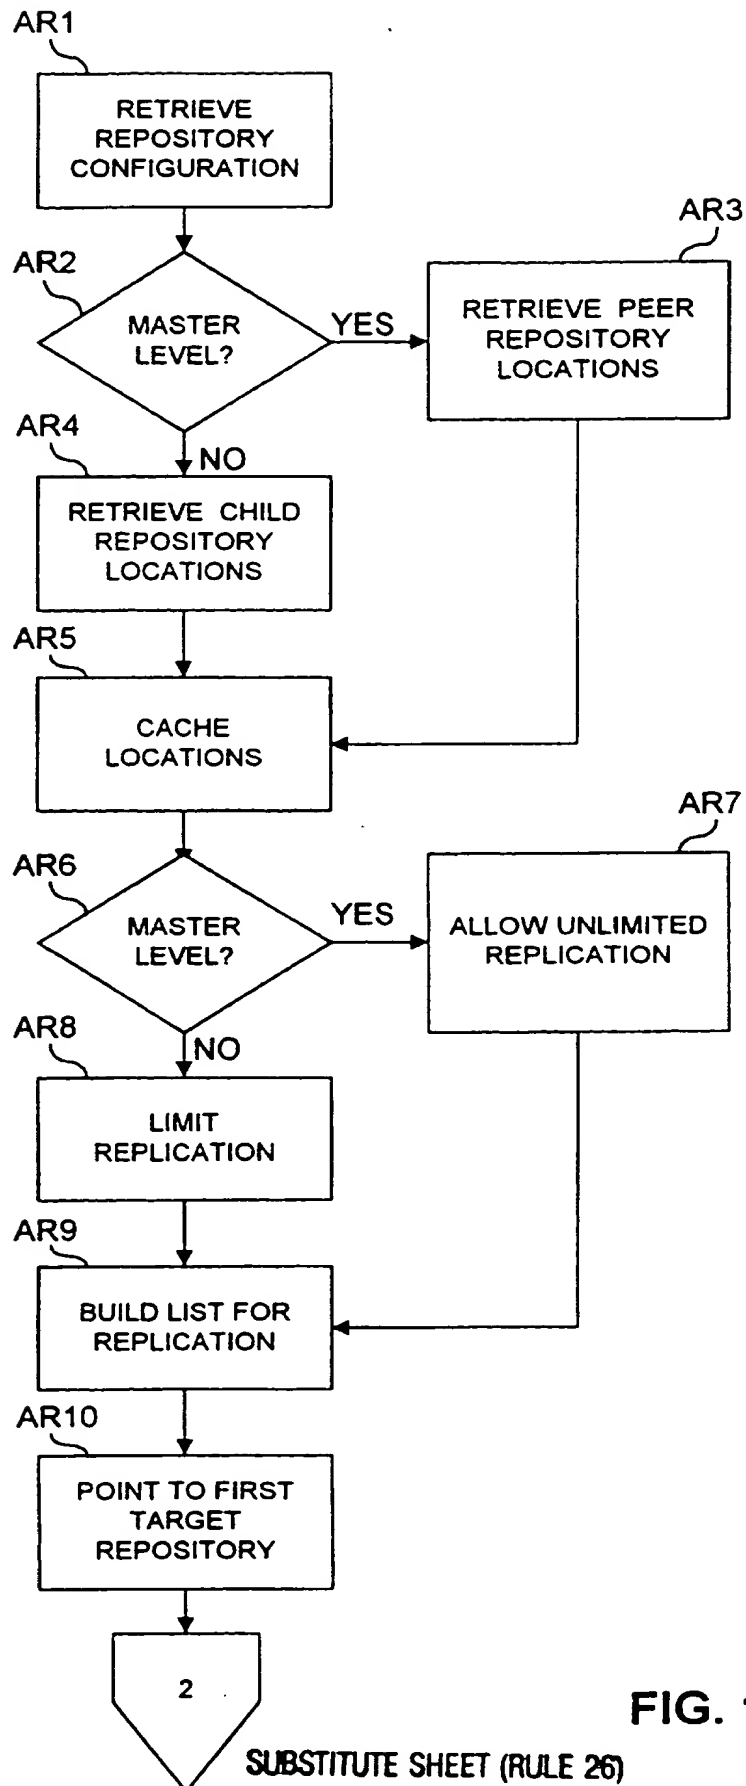 AR1
RETRIEVE
REPOSITORY
CONFIGURATION
AR2
MASTER
LEVEL?
YES
AR3
RETRIEVE PEER
REPOSITORY
LOCATIONS
NO
AR4
RETRIEVE CHILD
REPOSITORY
LOCATIONS
AR5
CACHE
LOCATIONS
AR6
MASTER
LEVEL?
YES
AR7
ALLOW UNLIMITED
REPLICATION
NO
AR8
LIMIT
REPLICATION
AR9
BUILD LIST FOR
REPLICATION
AR10
POINT TO FIRST
TARGET
REPOSITORY
2
FIG.
SUBSTITUTE SHEET (RULE 26)